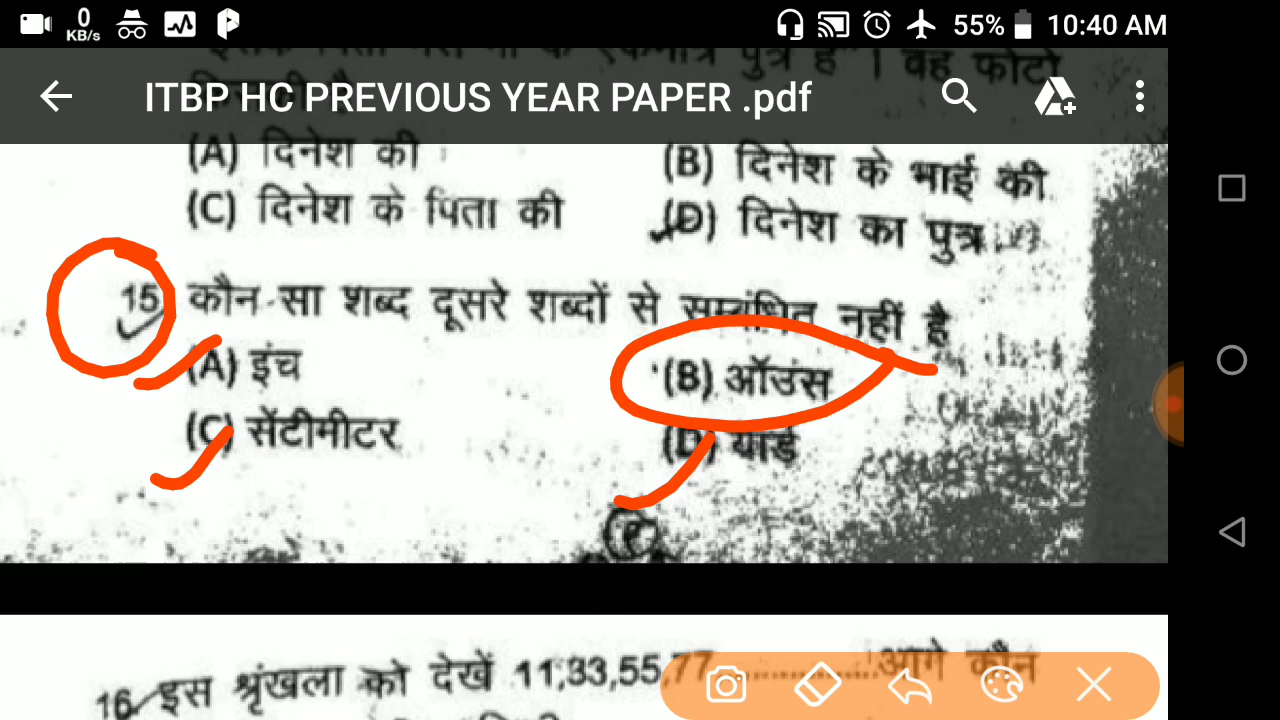 0
KB/s
55%
10:40 AM
ITBP HC PREVIOUS YEAR PAPER .pdf
वह फोटो
(A) दिनेश की
(B) दिनेश के भाई की
(C) दिनेश के पिता की
(D) दिनेश का पुत्र
15 कौन सा शब्द दूसरे शब्दों से सम्बंधित नहीं है
(A) इंच
(B) ऑउंस
(C) सेंटीमीटर
(D) यार्ड
16 इस श्रृंखला को देखें 11,33,55,77..............आगे कौन